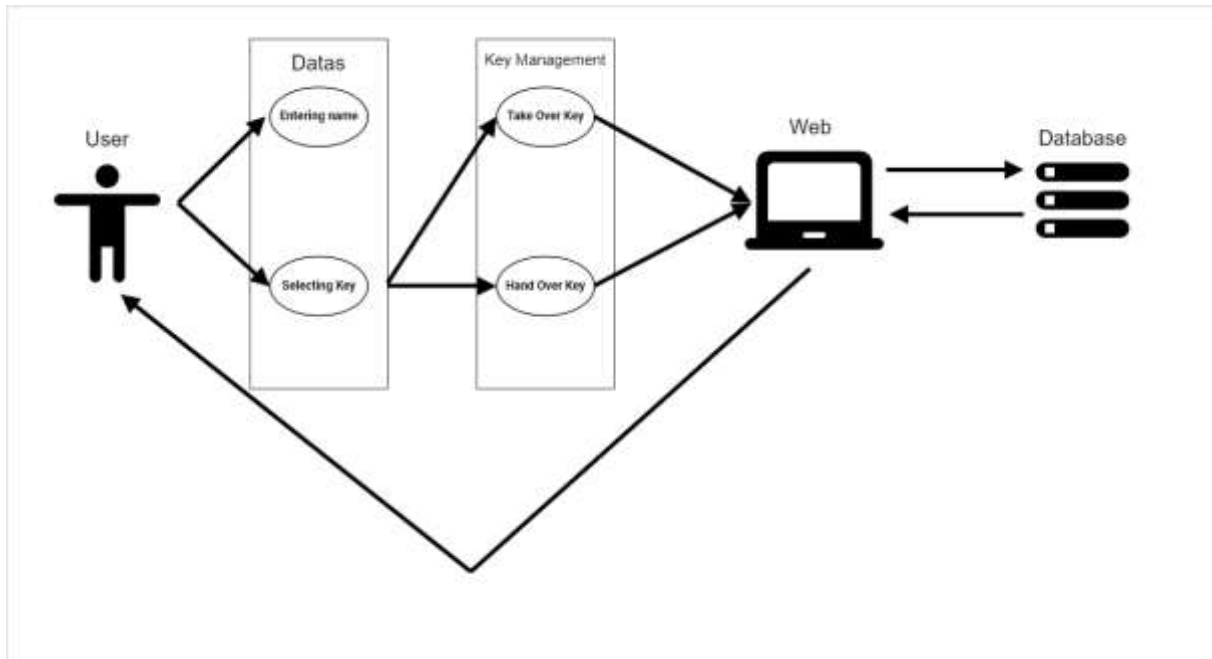 Datas
Key Management
Entering name
Take Over Key
User
Web
Database
Selecting Key
Hand Over Key